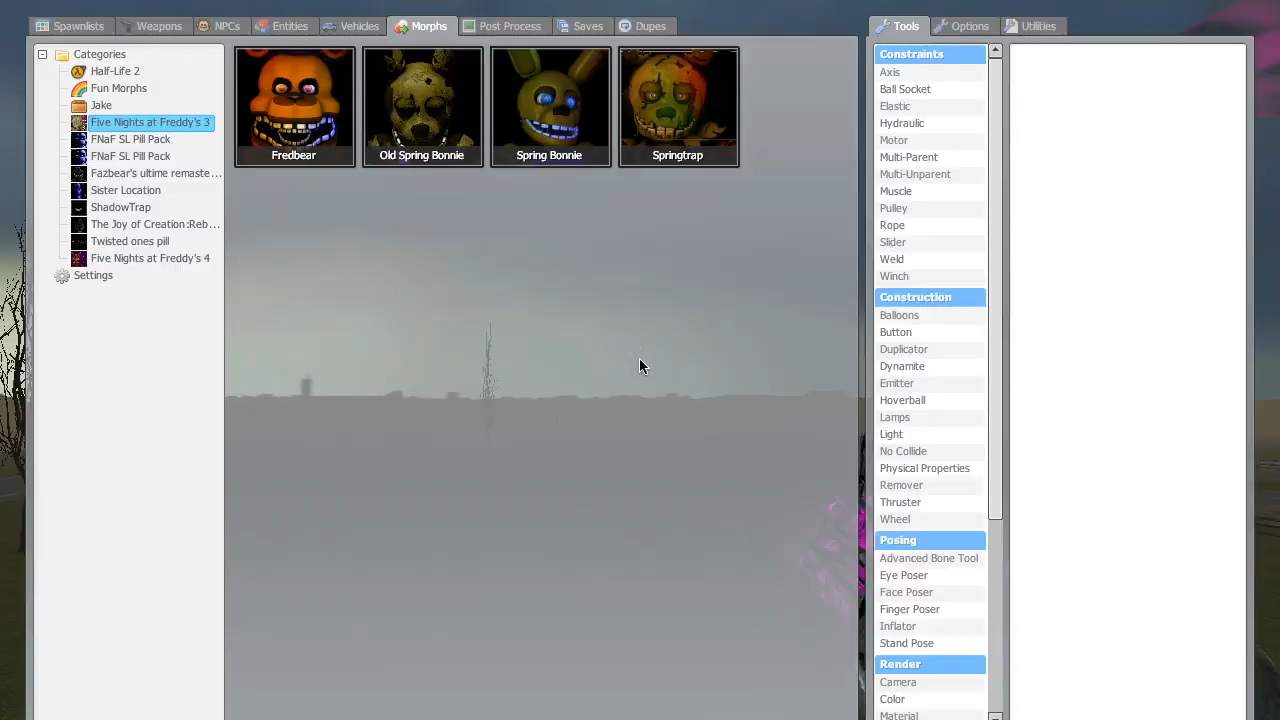 Spawnlists
Weapons
NPCs
Entities
Vehicles
Morphs
Post Process
Saves
Dupes
Tools
Options
Utilities
Categories
Half-Life 2
Fun Morphs
Jake
Five Nights at Freddy's 3
FNaF SL Pill Pack
FNaF SL Pill Pack
Fazbear's ultime remaste...
Sister Location
ShadowTrap
The Joy of Creation:Reb...
Twisted ones pill
Five Nights at Freddy's 4
Settings
Fredbear
Old Spring Bonnie
Spring Bonnie
Springtrap
Constraints
Axis
Ball Socket
Elastic
Hydraulic
Motor
Multi-Parent
Multi-Unparent
Muscle
Pulley
Rope
Slider
Weld
Winch
Construction
Balloons
Button
Duplicator
Dynamite
Emitter
Hoverball
Lamps
Light
No Collide
Physical Properties
Remover
Thruster
Wheel
Posing
Advanced Bone Tool
Eye Poser
Face Poser
Finger Poser
Inflator
Stand Pose
Render
Camera
Color
Material